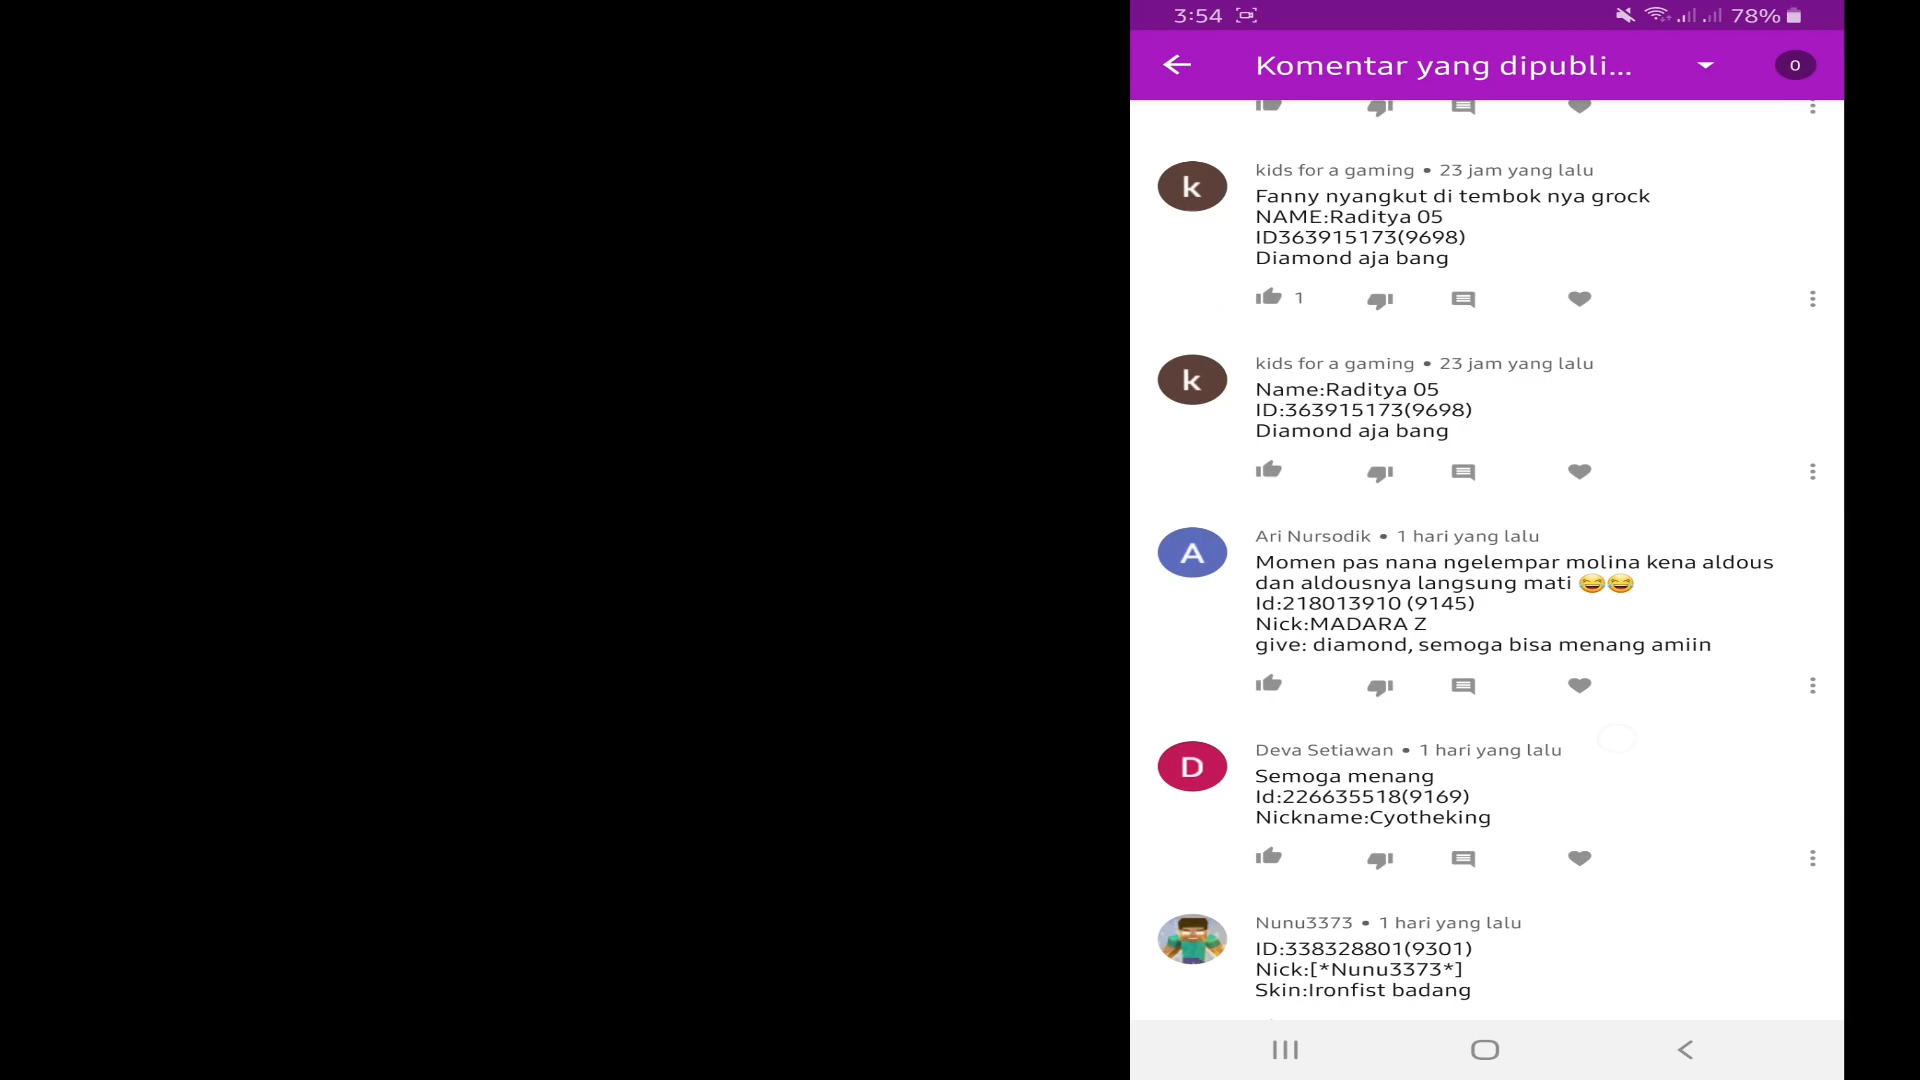 3:54 78%
Komentar yang dipubli... 0
kids for a gaming • 23 jam yang lalu
Fanny nyangkut di tembok nya grock
NAME:Raditya 05
ID363915173(9698)
Diamond aja bang
1
k
kids for a gaming • 23 jam yang lalu
Name:Raditya 05
ID:363915173(9698)
Diamond aja bang
k
Ari Nursodik • 1 hari yang lalu
Momen pas nana ngelempar molina kena aldous
dan aldousnya langsung mati 😂😂
Id:218013910 (9145)
Nick:MADARA Z
give: diamond, semoga bisa menang amiin
A
Deva Setiawan • 1 hari yang lalu
Semoga menang
Id:226635518(9169)
Nickname:Cyotheking
D
Nunu3373 • 1 hari yang lalu
ID:338328801(9301)
Nick:[*Nunu3373*]
Skin:Ironfist badang